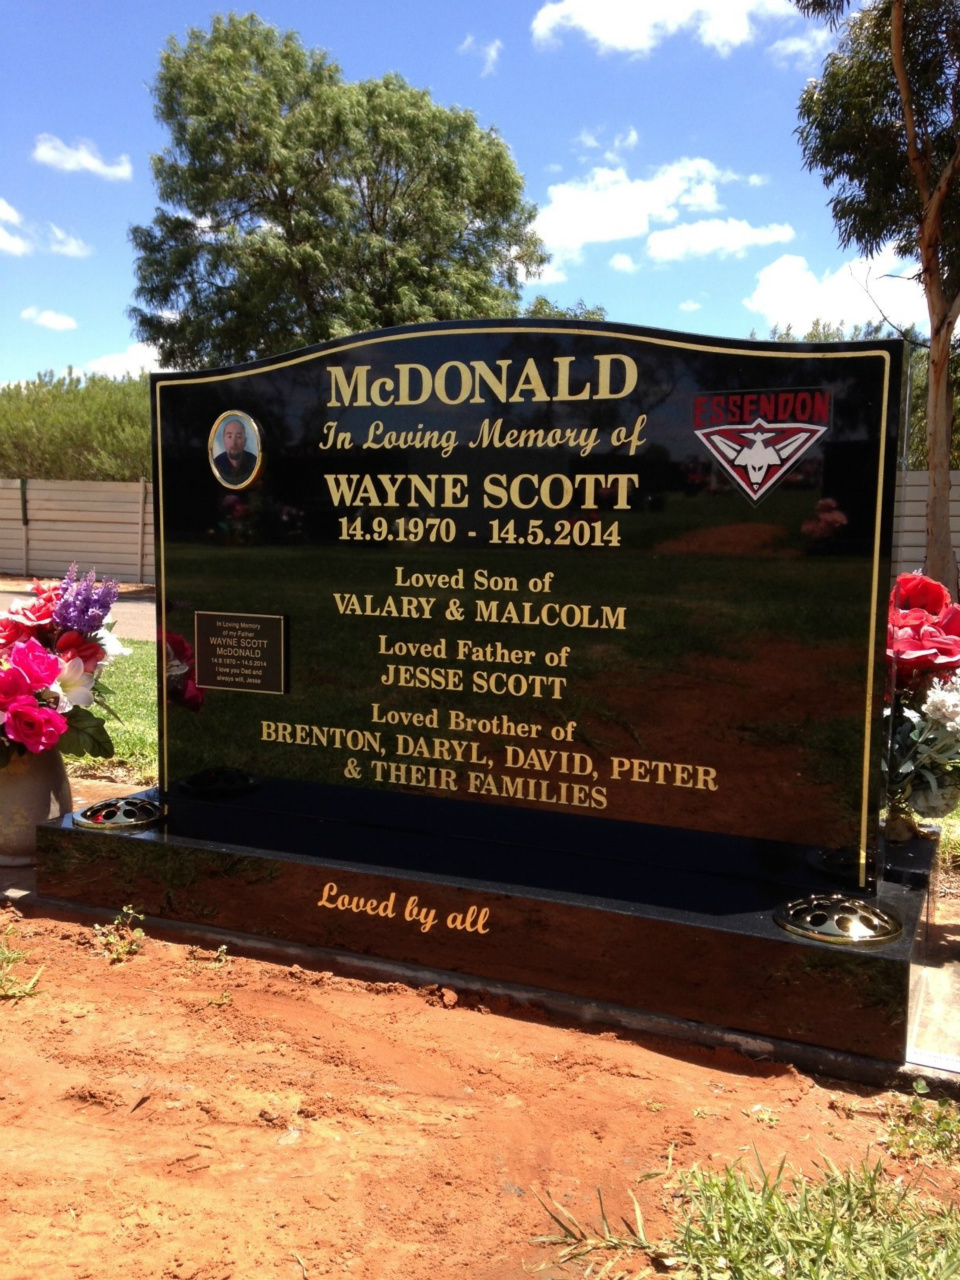 McDONALD
In Loving Memory of
WAYNE SCOTT
14.9.1970 - 14.5.2014
Loved Son of
VALARY & MALCOLM
Loved Father of
JESSE SCOTT
Loved Brother of
BRENTON, DARYL, DAVID, PETER
& THEIR FAMILIES
ESSENDON
In Loving Memory
of my Father
WAYNE SCOTT
McDONALD
14.9.1970 – 14.5.2014
I love you Dad and
always will, Jesse
Loved by all